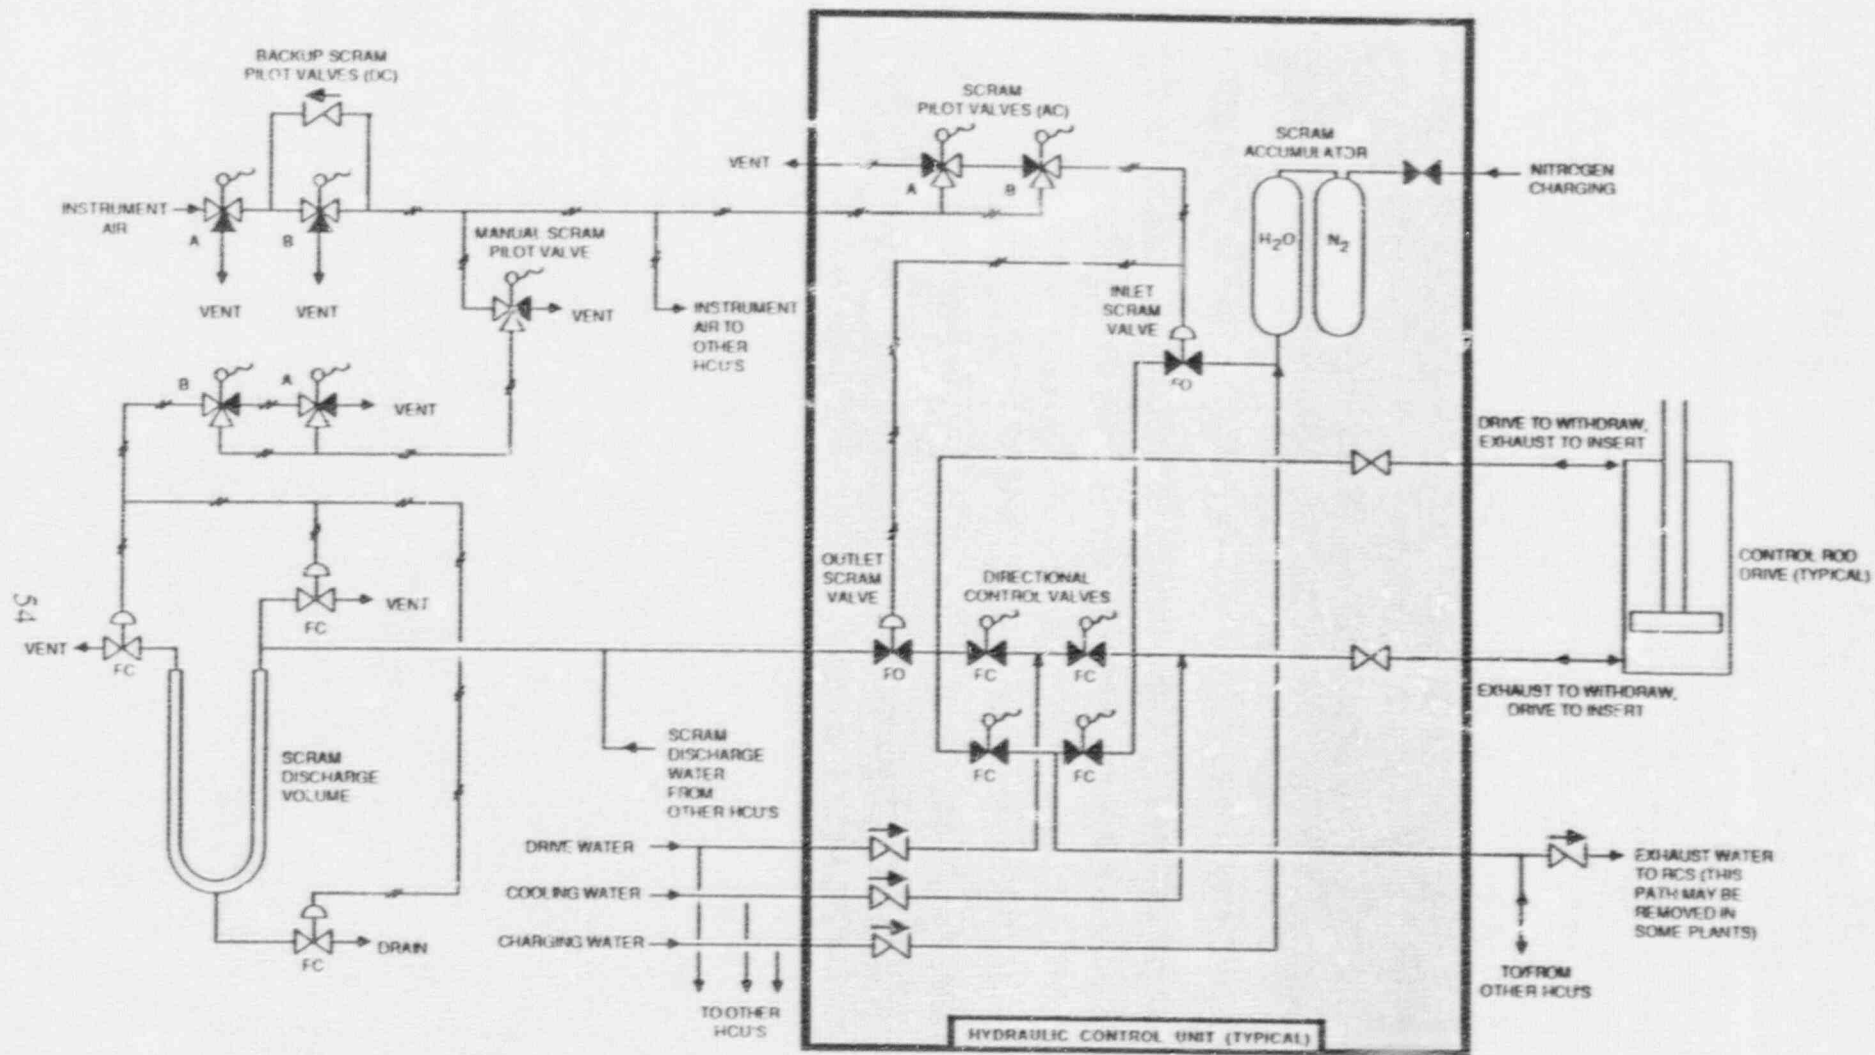 BACKUP SCRAM
PILOT VALVES (DC)
INSTRUMENT
AIR
A
B
VENT
VENT
MANUAL SCRAM
PILOT VALVE
VENT
INSTRUMENT
AIR TO
OTHER
HCU'S
B
A
VENT
VENT
FC
VENT
FC
SCRAM
DISCHARGE
VOLUME
FC
DRAIN
54
SCRAM
DISCHARGE
WATER
FROM
OTHER HCU'S
DRIVE WATER
COOLING WATER
CHARGING WATER
TO OTHER
HCU'S
VENT
SCRAM
PILOT VALVES (AC)
A
B
SCRAM
ACCUMULATOR
H2O
N2
NITROGEN
CHARGING
INLET
SCRAM
VALVE
FO
OUTLET
SCRAM
VALVE
FO
DIRECTIONAL
CONTROL VALVES
FC
FC
FC
FC
DRIVE TO WITHDRAW,
EXHAUST TO INSERT
CONTROL ROD
DRIVE (TYPICAL)
EXHAUST TO WITHDRAW,
DRIVE TO INSERT
EXHAUST WATER
TO RCS (THIS
PATH MAY BE
REMOVED IN
SOME PLANTS)
TO/FROM
OTHER HCU'S
HYDRAULIC CONTROL UNIT (TYPICAL)